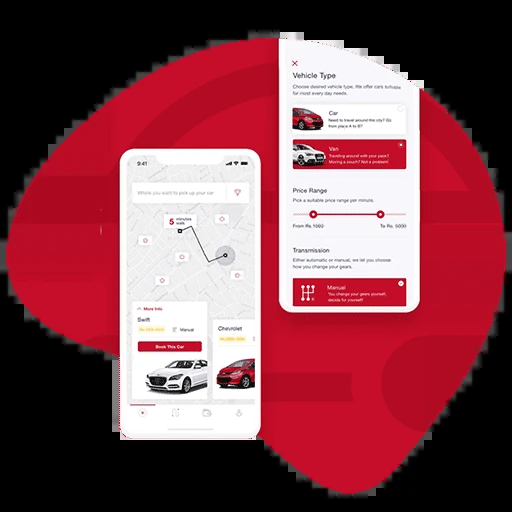 9:41
Where you want to pick up your car
5 minutes
walk
More Info
Swift
Manual
Book This Car
Chevrolet
Vehicle Type
Choose desired vehicle type. We offer cars
for most every day needs.
Car
Need to travel around the city? Go
from place A to B?
Van
Traveling around with your pack?
Moving a couch? Not a problem!
Price Range
Pick a suitable price range per minute.
From Rs.1000 To Rs. 5000
Transmission
Either automatic or manual, we let you choose
how you change your gears.
Manual
You change your gears yourself,
decide for yourself!